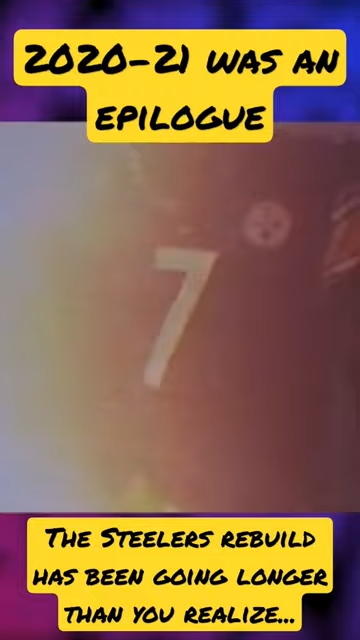 2020-21 WAS AN
EPILOGUE
7
THE STEELERS REBUILD
HAS BEEN GOING LONGER
THAN YOU REALIZE...